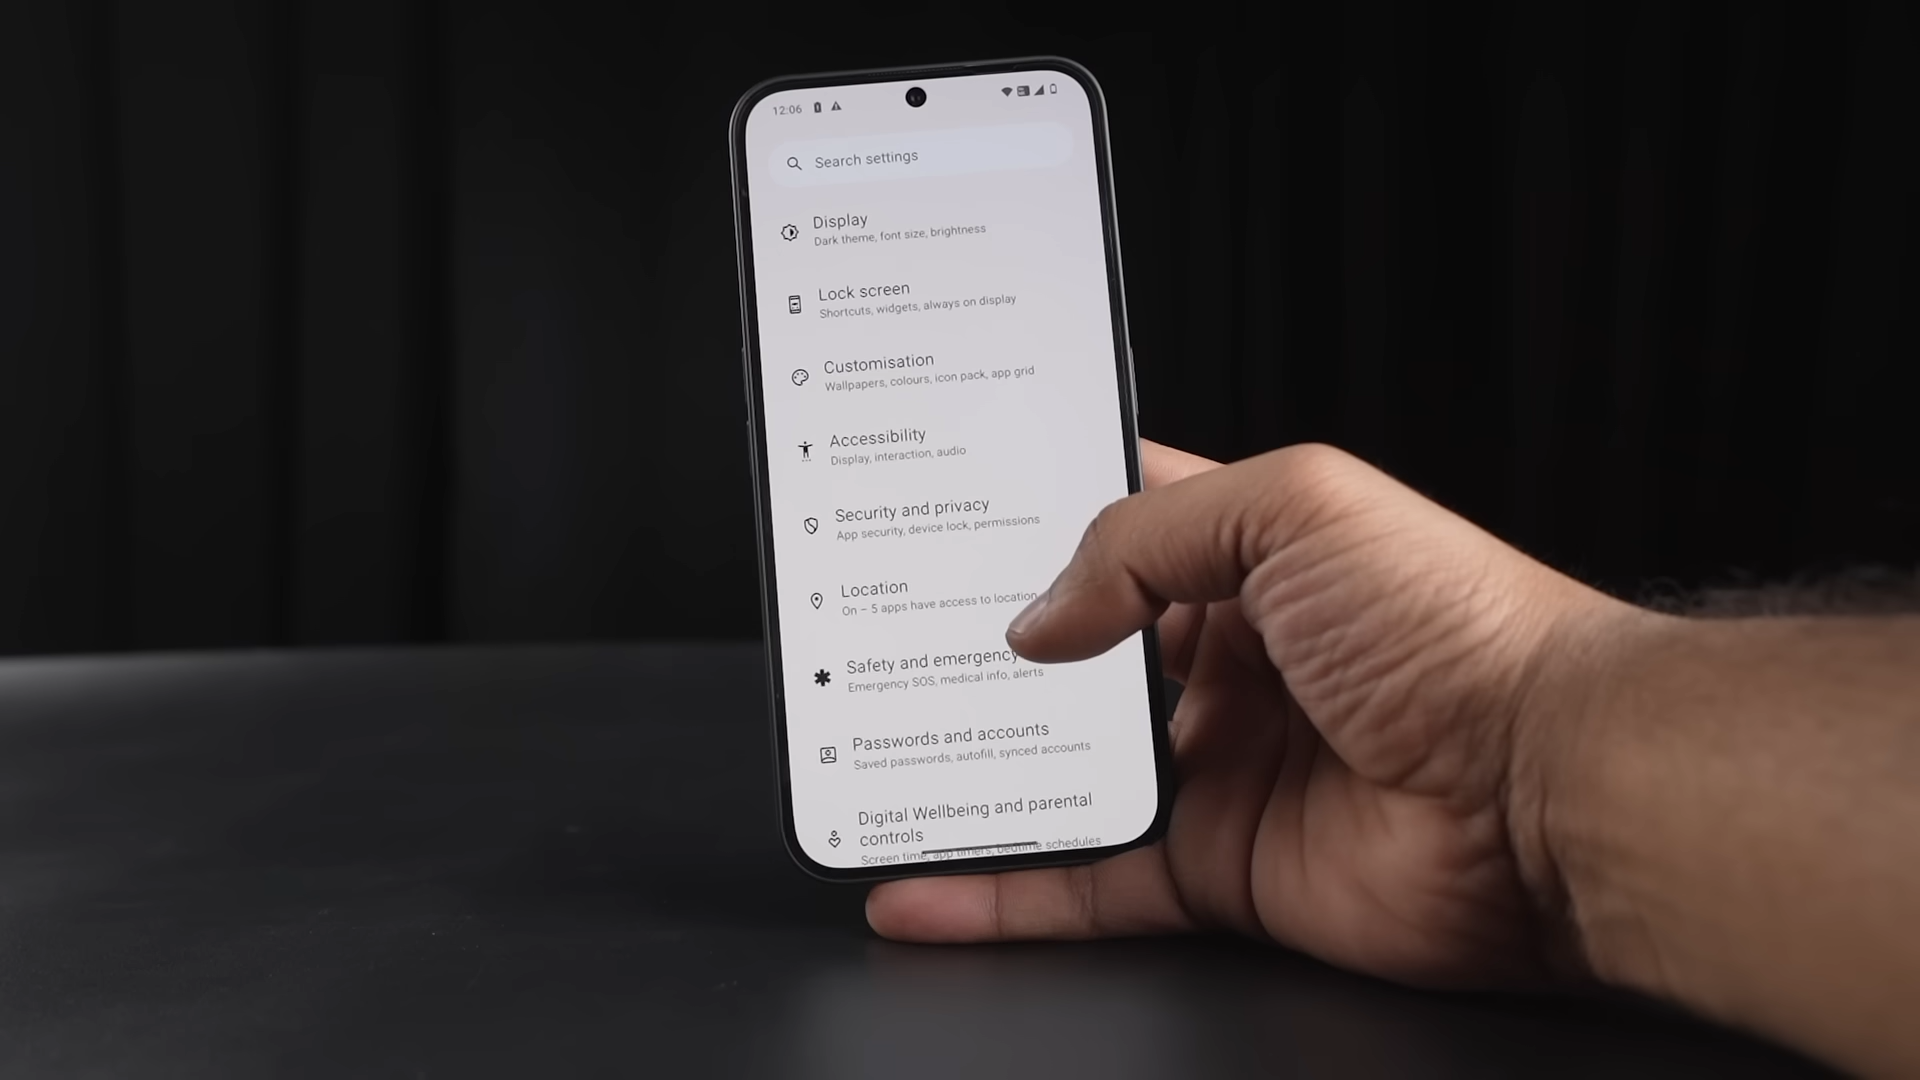 12:06
Search settings
Display
Dark theme, font size, brightness
Lock screen
Shortcuts, widgets, always on display
Customisation
Wallpapers, colours, icon pack, app grid
Accessibility
Display, interaction, audio
Security and privacy
App security, device lock, permissions
Location
On – 5 apps have access to location
Safety and emergency
Emergency SOS, medical info, alerts
Passwords and accounts
Saved passwords, autofill, synced accounts
Digital Wellbeing and parental
controls
Screen time, app timers, bedtime schedules